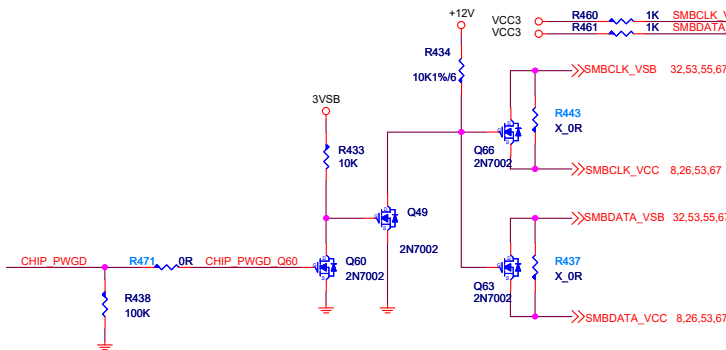 +12V
VCC3 R460 1K SMBCLK_V
VCC3 R461 1K SMBDATA_
R434
10K1%/6
SMBCLK_VSB 32,53,55,67
3VSB
R443
X_0R
R433
10K
Q66
2N7002
SMBCLK_VCC 8,26,53,67
Q49
2N7002
SMBDATA_VSB 32,53,55,67
CHIP_PWGD R471 0R CHIP_PWGD_Q60
Q60
2N7002
R437
X_0R
Q63
2N7002
R438
100K
SMBDATA_VCC 8,26,53,67